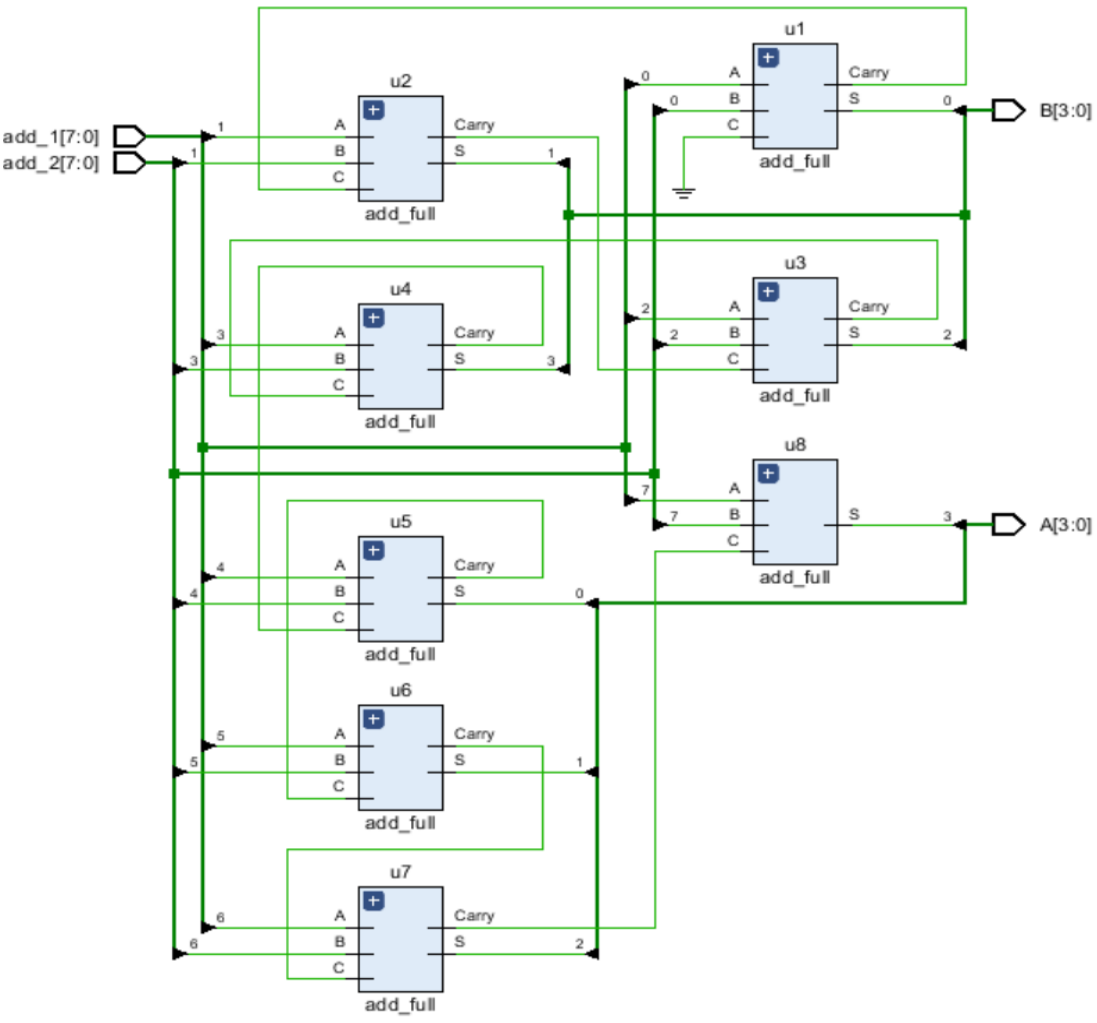 add_1[7:0]
add_2[7:0]
u2
1
1
A
B
C
Carry
S
1
add_full
u1
0
0
A
B
C
Carry
S
0
add_full
B[3:0]
u4
3
3
A
B
C
Carry
S
3
add_full
u3
2
2
A
B
C
Carry
S
2
add_full
u8
7
7
A
B
C
S
3
add_full
A[3:0]
u5
4
4
A
B
C
Carry
S
0
add_full
u6
5
5
A
B
C
Carry
S
1
add_full
u7
6
6
A
B
C
Carry
S
2
add_full